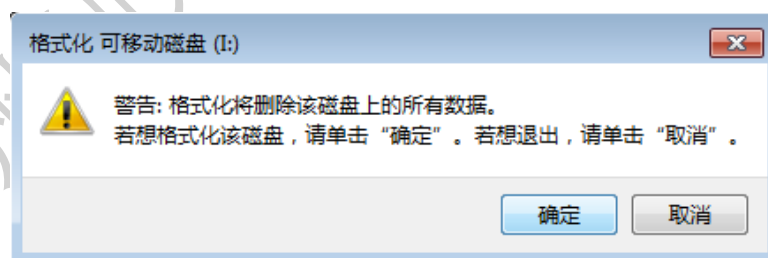 格式化 可移动磁盘 (I:)
警告: 格式化将删除该磁盘上的所有数据。
若想格式化该磁盘，请单击“确定”。若想退出，请单击“取消”。
确定
取消